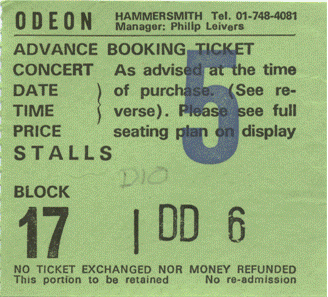 ODEON HAMMERSMITH Tel. 01-748-4081
Manager: Philip Leivers
ADVANCE BOOKING TICKET
CONCERT As advised at the time
DATE } of purchase. (See re-
TIME } verse). Please see full
PRICE seating plan on display
5
STALLS
DIO
BLOCK
17 | DD 6
NO TICKET EXCHANGED NOR MONEY REFUNDED
This portion to be retained No re-admission